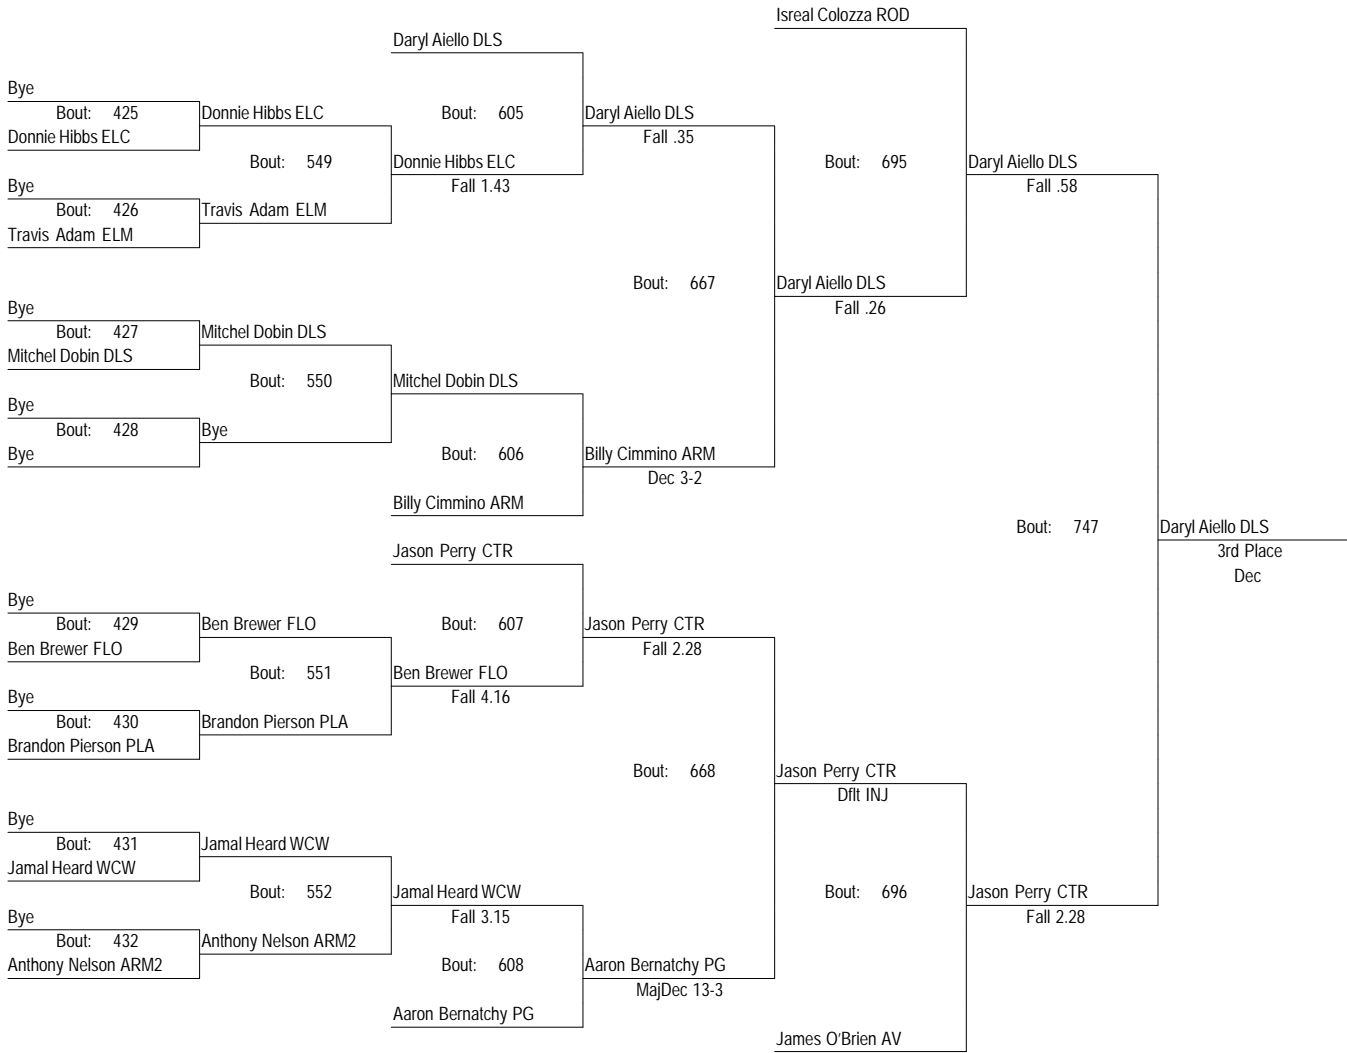 Isreal Colozza ROD
Daryl Aiello DLS
Bye
Bout: 425
Donnie Hibbs ELC
Bout: 605
Daryl Aiello DLS
Donnie Hibbs ELC
Fall .35
Bout: 549
Donnie Hibbs ELC
Bout: 695
Daryl Aiello DLS
Bye
Fall 1.43
Fall .58
Bout: 426
Travis Adam ELM
Travis Adam ELM
Bout: 667
Daryl Aiello DLS
Bye
Fall .26
Bout: 427
Mitchel Dobin DLS
Mitchel Dobin DLS
Bout: 550
Mitchel Dobin DLS
Bye
Bout: 428
Bye
Bye
Bout: 606
Billy Cimmino ARM
Dec 3-2
Billy Cimmino ARM
Bout: 747
Daryl Aiello DLS
Jason Perry CTR
3rd Place
Dec
Bye
Bout: 429
Ben Brewer FLO
Bout: 607
Jason Perry CTR
Ben Brewer FLO
Fall 2.28
Bout: 551
Ben Brewer FLO
Bye
Fall 4.16
Bout: 430
Brandon Pierson PLA
Brandon Pierson PLA
Bout: 668
Jason Perry CTR
Dflt INJ
Bye
Bout: 431
Jamal Heard WCW
Jamal Heard WCW
Bout: 552
Jamal Heard WCW
Bout: 696
Jason Perry CTR
Bye
Fall 3.15
Fall 2.28
Bout: 432
Anthony Nelson ARM2
Anthony Nelson ARM2
Bout: 608
Aaron Bernatchy PG
MajDec 13-3
Aaron Bernatchy PG
James O'Brien AV